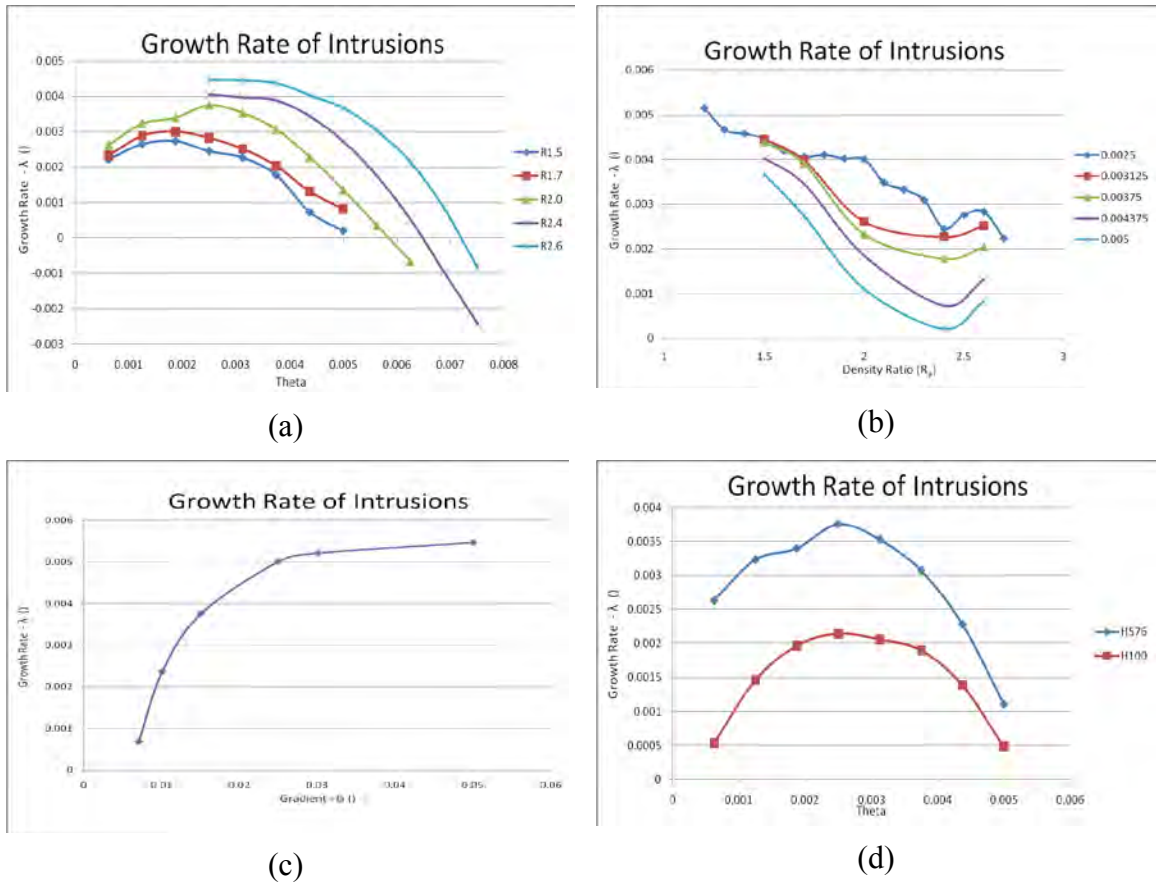 Growth Rate of Intrusions
0.005
0.004
0.003
0.002
0.001
0
-0.001
-0.002
-0.003
Growth Rate - λ ()
0 0.001 0.002 0.003 0.004 0.005 0.006 0.007 0.008
Theta
R1.5
R1.7
R2.0
R2.4
R2.6
(a)
Growth Rate of Intrusions
0.006
0.005
0.004
0.003
0.002
0.001
0
Growth Rate - λ ()
1 1.5 2 2.5 3
Density Ratio (Rρ)
0.0025
0.003125
0.00375
0.004375
0.005
(b)
Growth Rate of Intrusions
0.006
0.005
0.004
0.003
0.002
0.001
0
Growth Rate - λ ()
0 0.01 0.02 0.03 0.04 0.05 0.06
Gradient - ()
(c)
Growth Rate of Intrusions
0.004
0.0035
0.003
0.0025
0.002
0.0015
0.001
0.0005
0
Growth Rate - λ ()
0 0.001 0.002 0.003 0.004 0.005 0.006
Theta
H576
H100
(d)